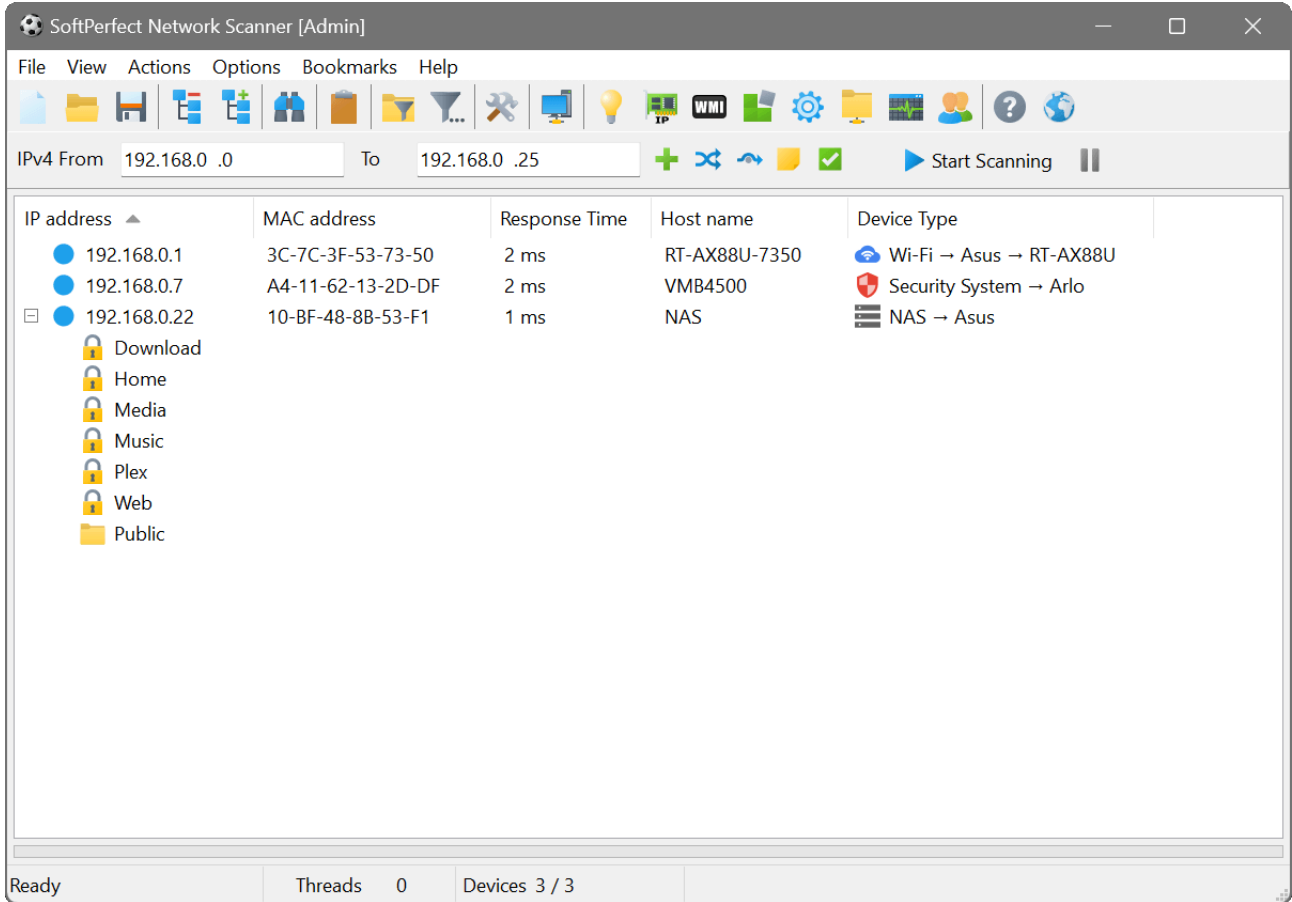 SoftPerfect Network Scanner [Admin]
File View Actions Options Bookmarks Help
IP WMI ?
IPv4 From 192.168.0 .0 To 192.168.0 .25 Start Scanning
IP address MAC address Response Time Host name Device Type
192.168.0.1 3C-7C-3F-53-73-50 2 ms RT-AX88U-7350 Wi-Fi → Asus → RT-AX88U
192.168.0.7 A4-11-62-13-2D-DF 2 ms VMB4500 Security System → Arlo
192.168.0.22 10-BF-48-8B-53-F1 1 ms NAS NAS → Asus
Download
Home
Media
Music
Plex
Web
Public
Ready Threads 0 Devices 3 / 3